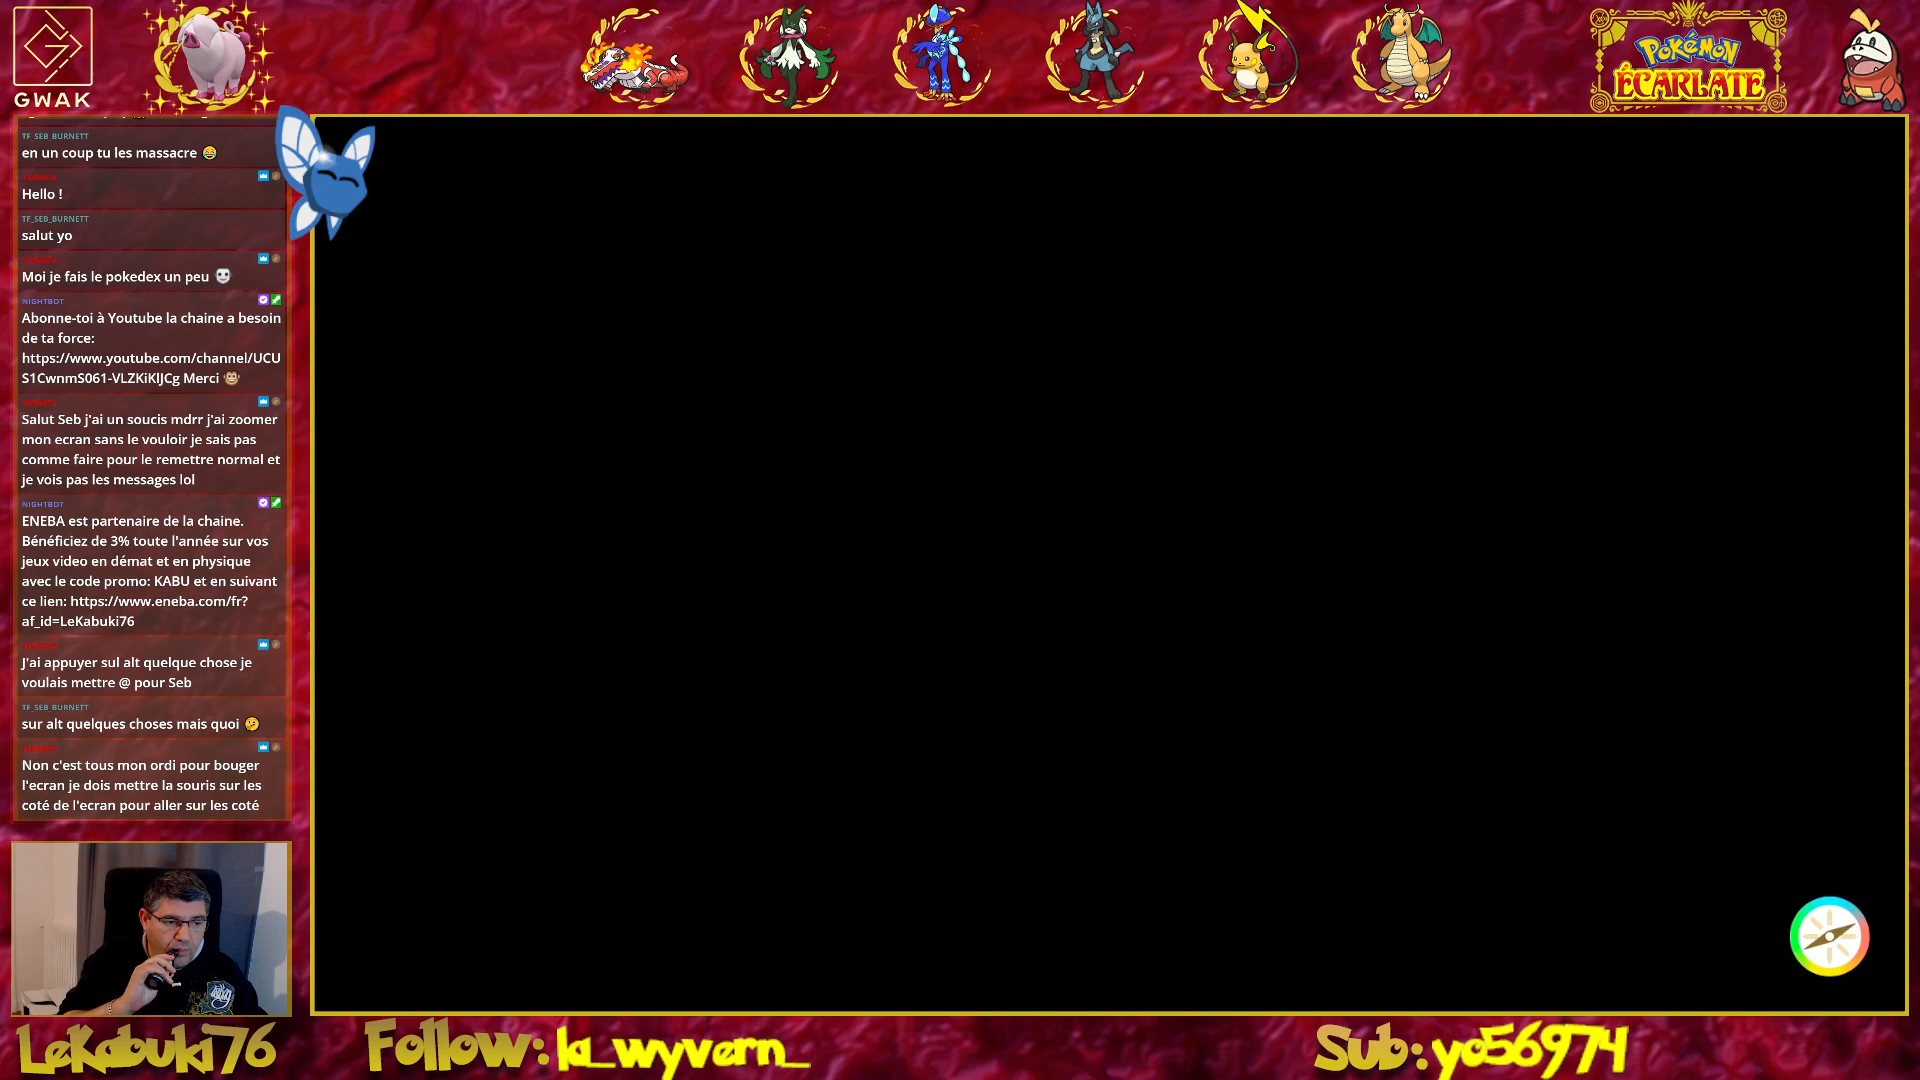 GWAK
POKÉMON
ÉCARLATE
TF_SEB_BURNETT
en un coup tu les massacre
Hello !
TF_SEB_BURNETT
salut yo
Moi je fais le pokedex un peu
NIGHTBOT
Abonne-toi à Youtube la chaine a besoin
de ta force:
https://www.youtube.com/channel/UCU
S1CwnmS061-VLZKiKlJCg Merci
Salut Seb j'ai un soucis mdrr j'ai zoomer
mon ecran sans le vouloir je sais pas
comme faire pour le remettre normal et
je vois pas les messages lol
NIGHTBOT
ENEBA est partenaire de la chaine.
Bénéficiez de 3% toute l'année sur vos
jeux video en démat et en physique
avec le code promo: KABU et en suivant
ce lien: https://www.eneba.com/fr?
af_id=LeKabuki76
J'ai appuyer sul alt quelque chose je
voulais mettre @ pour Seb
TF_SEB_BURNETT
sur alt quelques choses mais quoi
Non c'est tous mon ordi pour bouger
l'ecran je dois mettre la souris sur les
coté de l'ecran pour aller sur les coté
LeKabuki76
Follow: la_wyvern_
Sub: yo56974